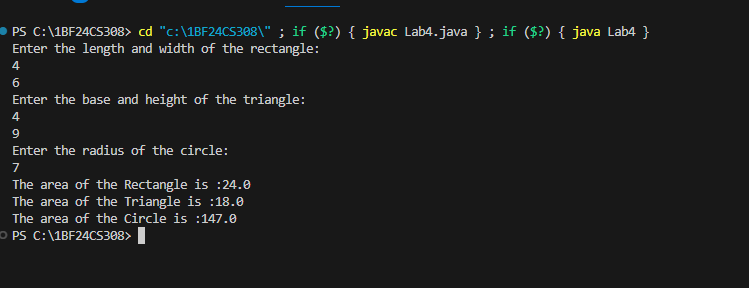 PS C:\1BF24CS308> cd "c:\1BF24CS308\" ; if ($?) { javac Lab4.java } ; if ($?) { java Lab4 }
Enter the length and width of the rectangle:
4
6
Enter the base and height of the triangle:
4
9
Enter the radius of the circle:
7
The area of the Rectangle is :24.0
The area of the Triangle is :18.0
The area of the Circle is :147.0
PS C:\1BF24CS308>